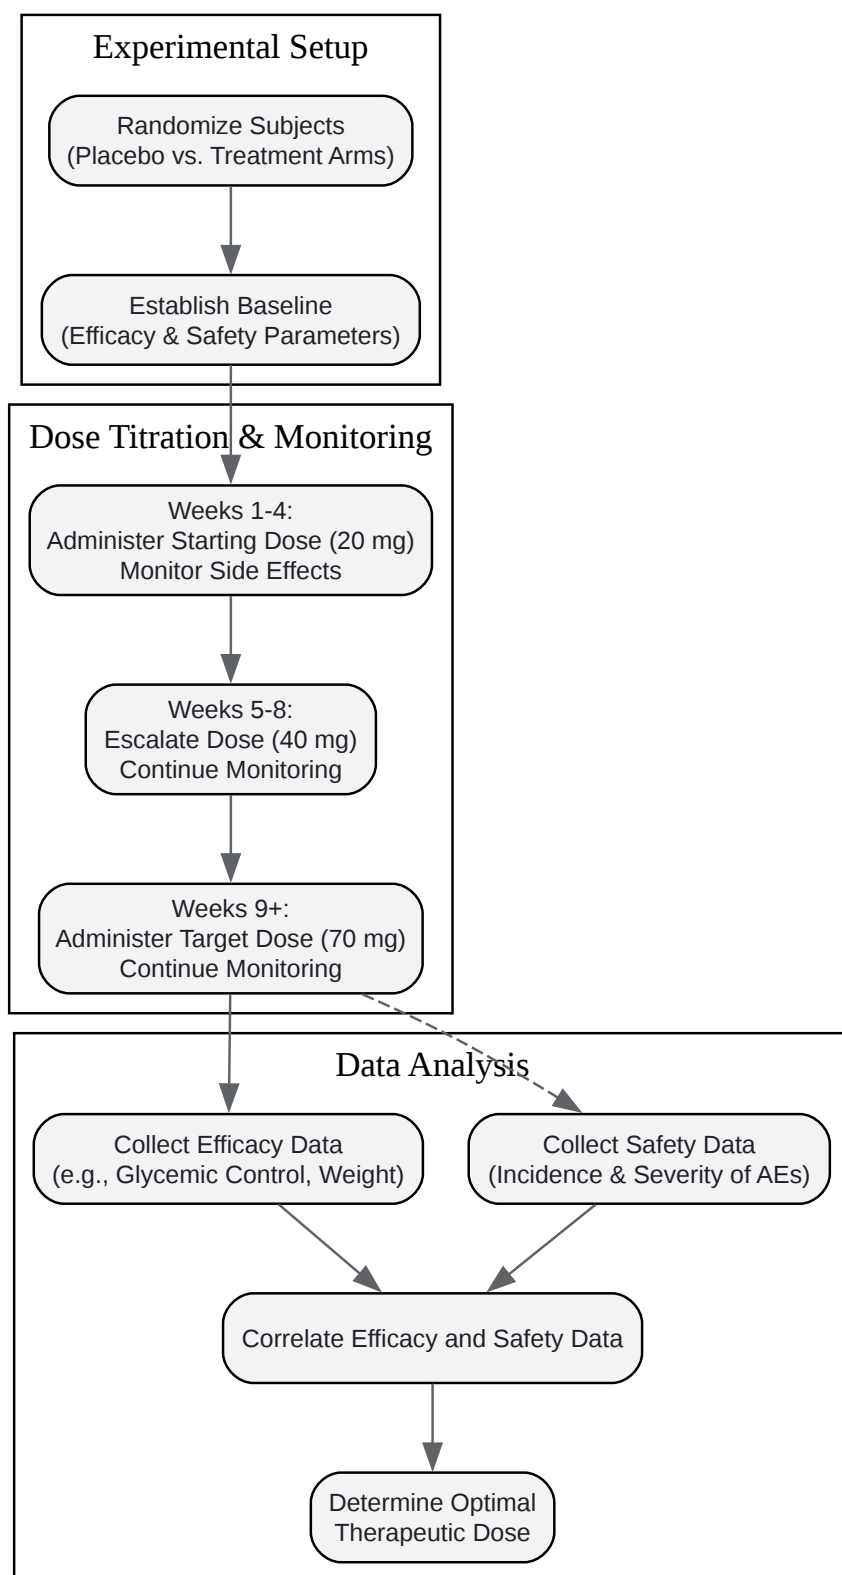 Experimental Setup
Randomize Subjects
(Placebo vs. Treatment Arms)
Establish Baseline
(Efficacy & Safety Parameters)
Dose Titration & Monitoring
Weeks 1-4:
Administer Starting Dose (20 mg)
Monitor Side Effects
Weeks 5-8:
Escalate Dose (40 mg)
Continue Monitoring
Weeks 9+:
Administer Target Dose (70 mg)
Continue Monitoring
Data Analysis
Collect Efficacy Data
(e.g., Glycemic Control, Weight)
Collect Safety Data
(Incidence & Severity of AEs)
Correlate Efficacy and Safety Data
Determine Optimal
Therapeutic Dose